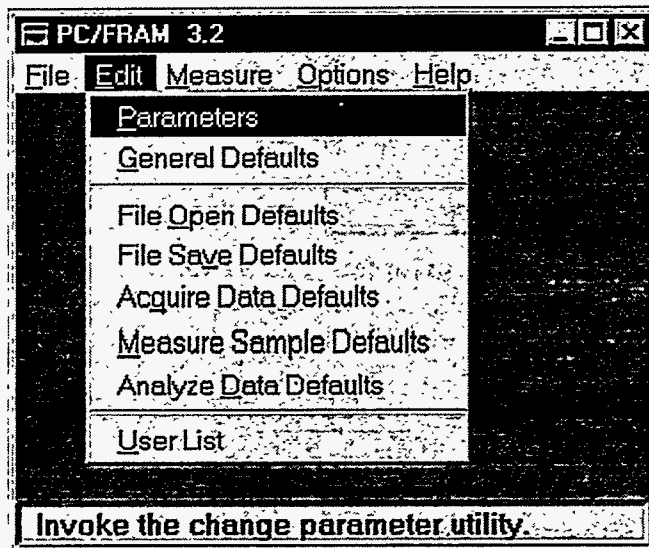 PC/FRAM 3.2
File Edit Measure Options Help
Parameters
General Defaults
File Open Defaults
File Save Defaults
Acquire Data Defaults
Measure Sample Defaults
Analyze Data Defaults
User List
Invoke the change parameter utility.